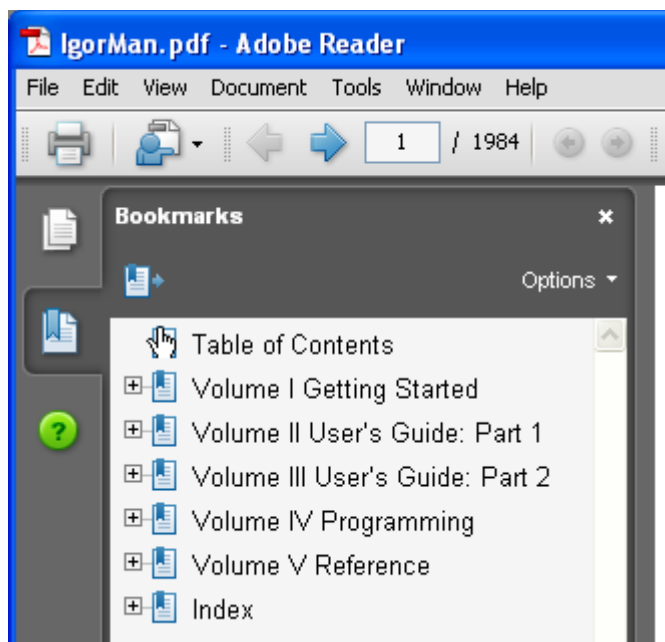 IgorMan.pdf - Adobe Reader
File Edit View Document Tools Window Help
1 / 1984
Bookmarks
Options
Table of Contents
Volume I Getting Started
Volume II User's Guide: Part 1
Volume III User's Guide: Part 2
Volume IV Programming
Volume V Reference
Index